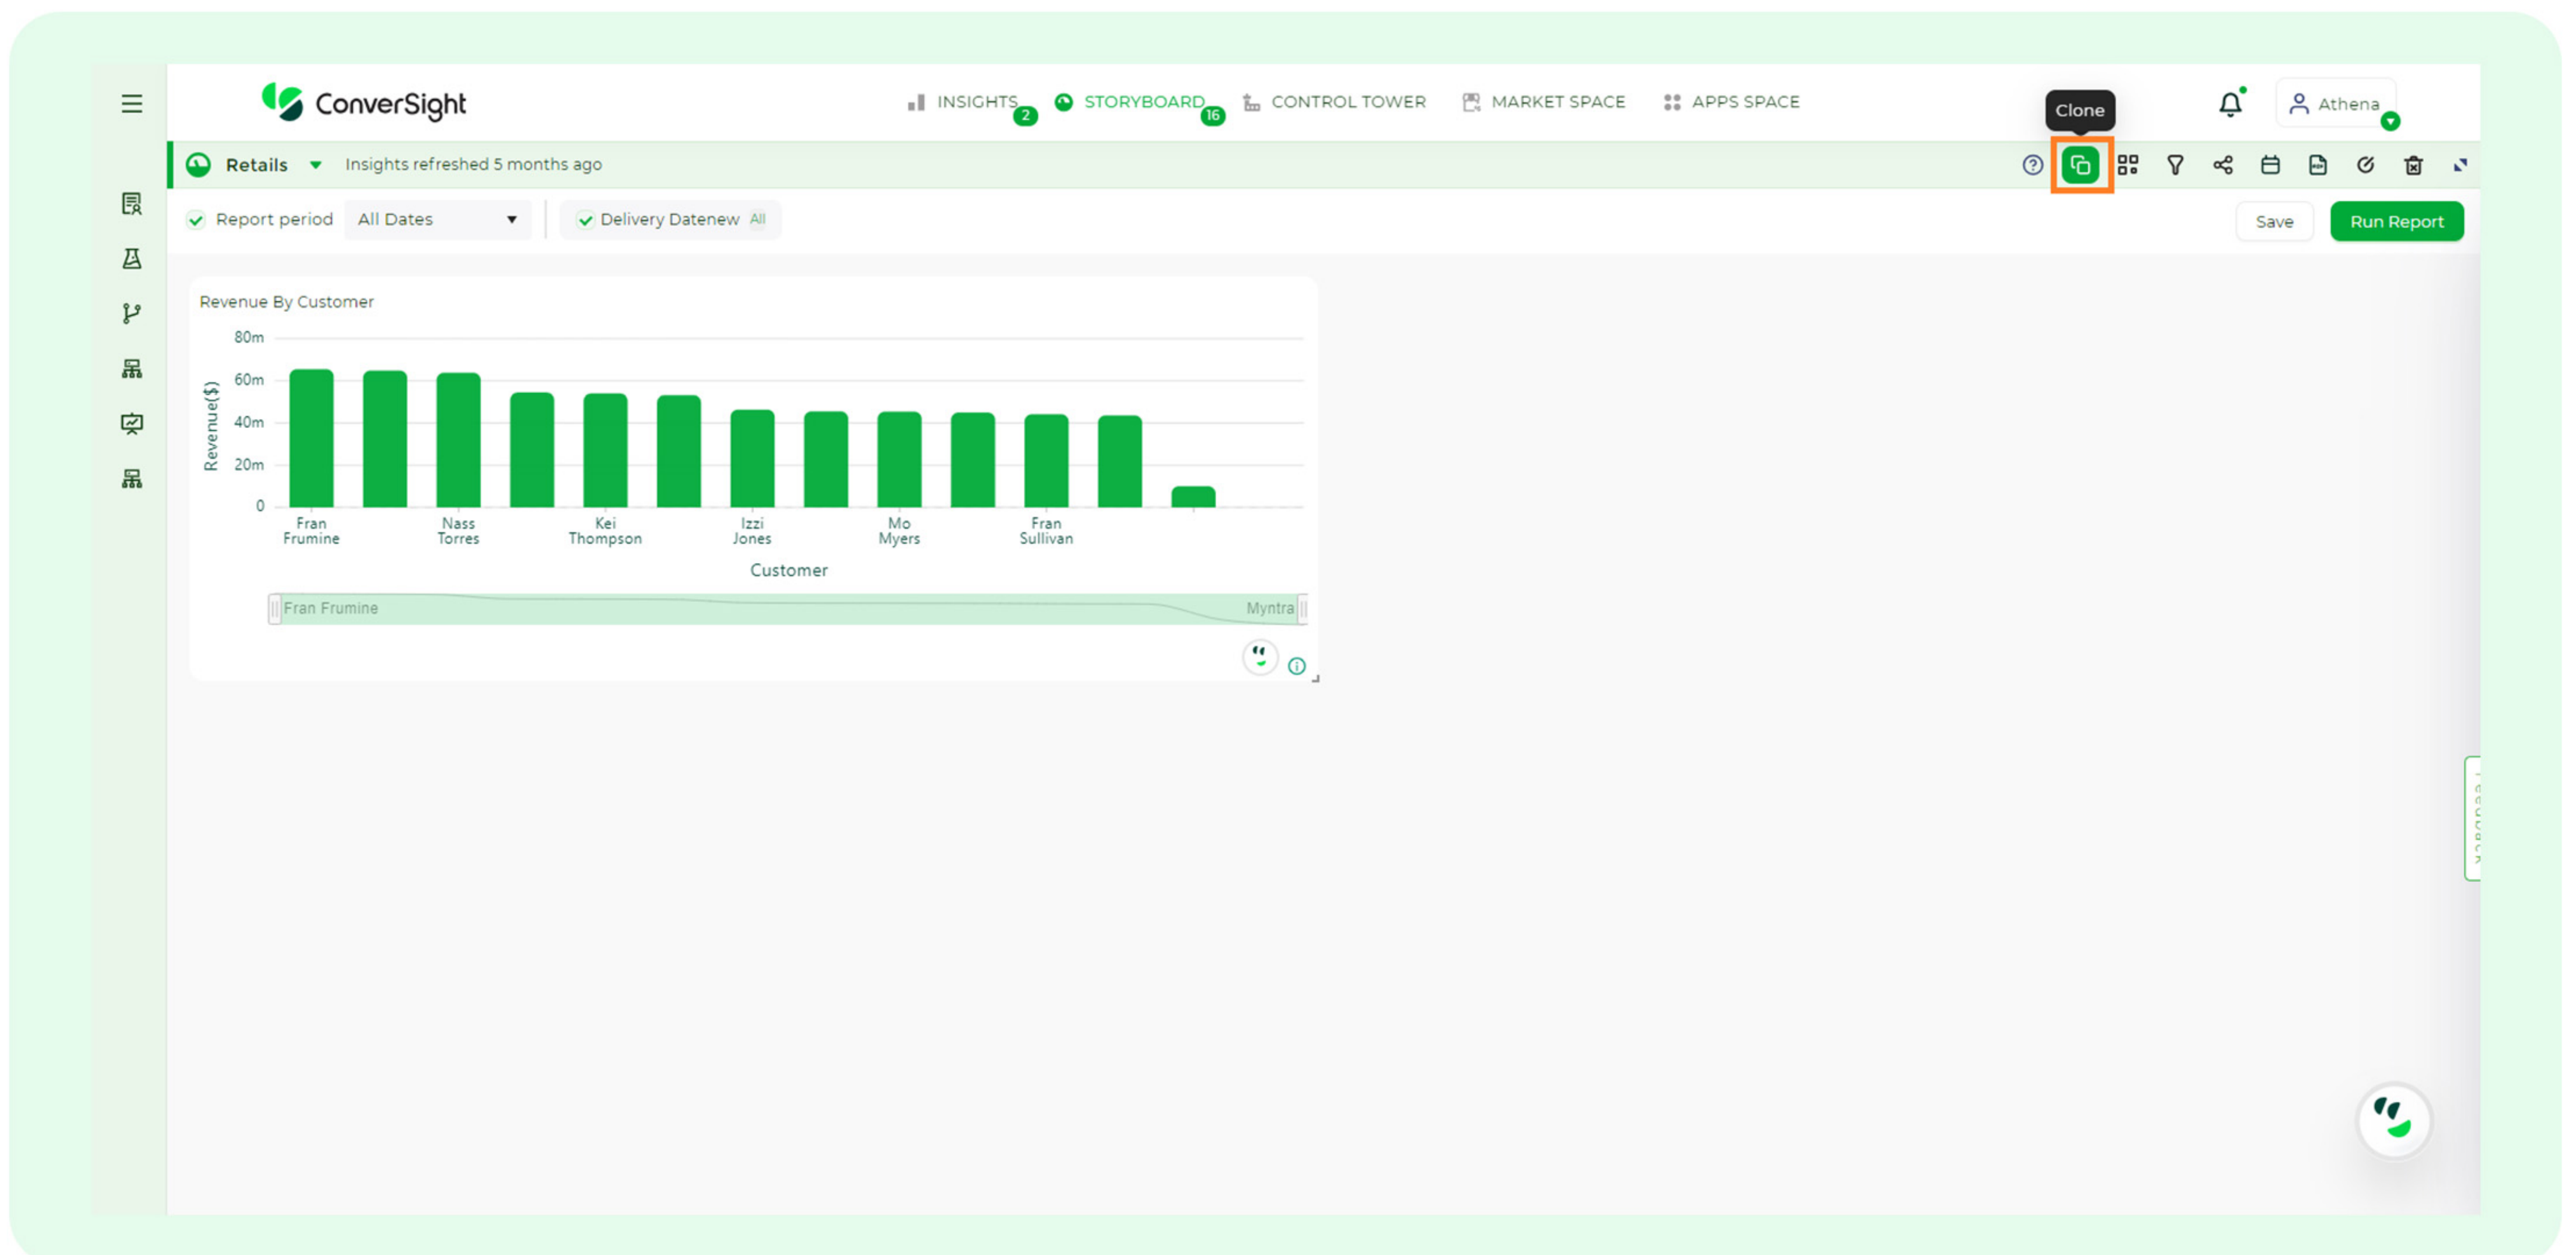 ConverSight
INSIGHTS 2
STORYBOARD 16
CONTROL TOWER
MARKET SPACE
APPS SPACE
Clone
Athena
Retails
Insights refreshed 5 months ago
PDF
Report period
All Dates
Delivery Datenew All
Save
Run Report
Revenue By Customer
80m
60m
40m
20m
0
Revenue($)
Fran Frumine
Nass Torres
Kei Thompson
Izzi Jones
Mo Myers
Fran Sullivan
Customer
Fran Frumine
Myntra
Feedback